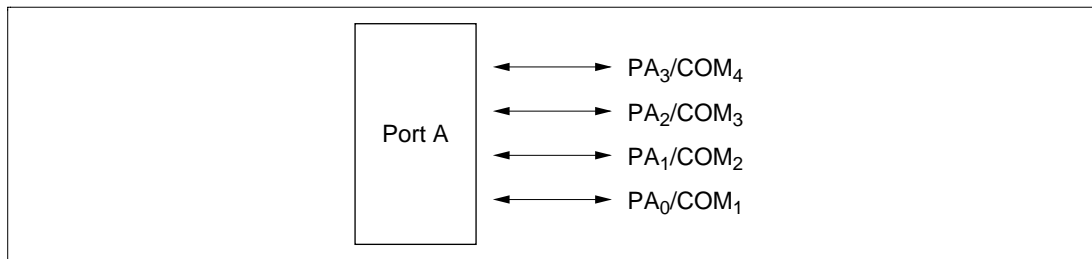 Port A
PA₃/COM₄
PA₂/COM₃
PA₁/COM₂
PA₀/COM₁